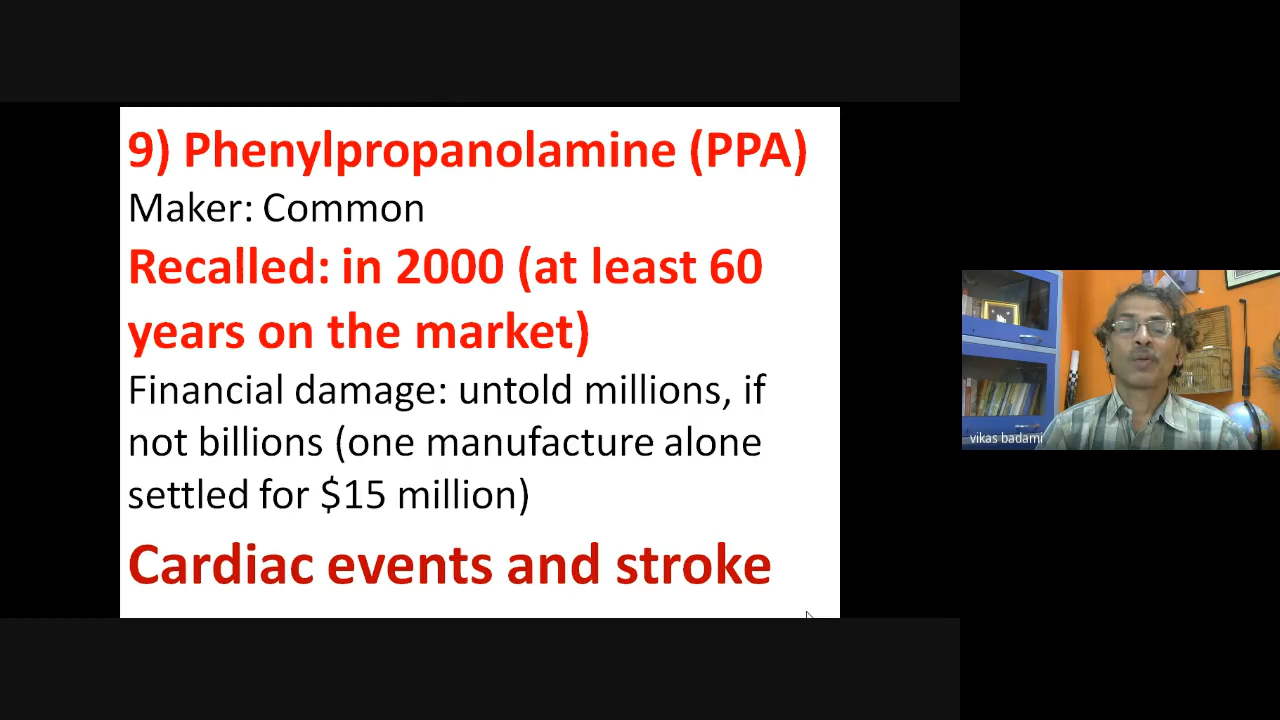 9) Phenylpropanolamine (PPA)
Maker: Common
Recalled: in 2000 (at least 60
years on the market)
Financial damage: untold millions, if
not billions (one manufacture alone
settled for $15 million)
Cardiac events and stroke
vikas badami